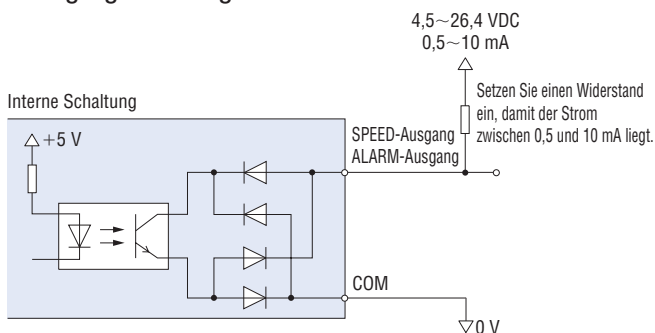 4,5~26,4 VDC
0,5~10 mA
Setzen Sie einen Widerstand
ein, damit der Strom
zwischen 0,5 und 10 mA liegt.
Interne Schaltung
+5 V
SPEED-Ausgang
ALARM-Ausgang
COM
0 V